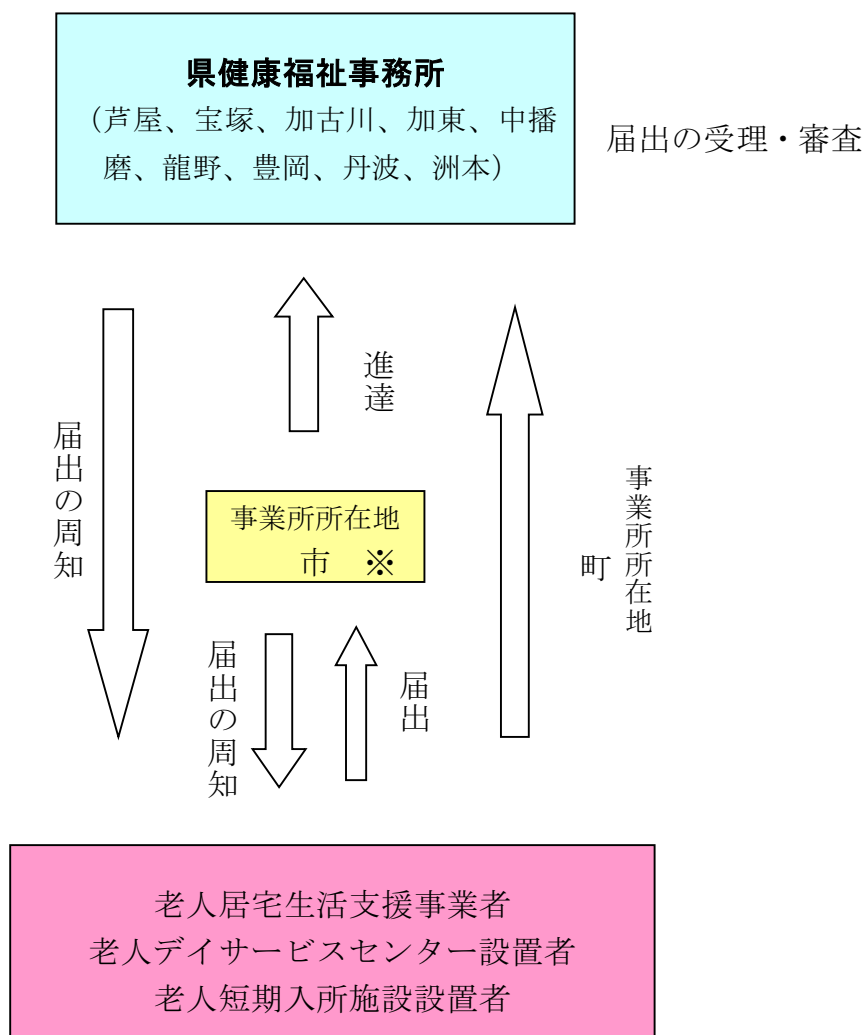 県健康福祉事務所
（芦屋、宝塚、加古川、加東、中播
磨、龍野、豊岡、丹波、洲本）
届出の受理・審査
届出の周知
進達
事業所所在地
市　※
事業所所在地
町
届出の周知
届出
老人居宅生活支援事業者
老人デイサービスセンター設置者
老人短期入所施設設置者